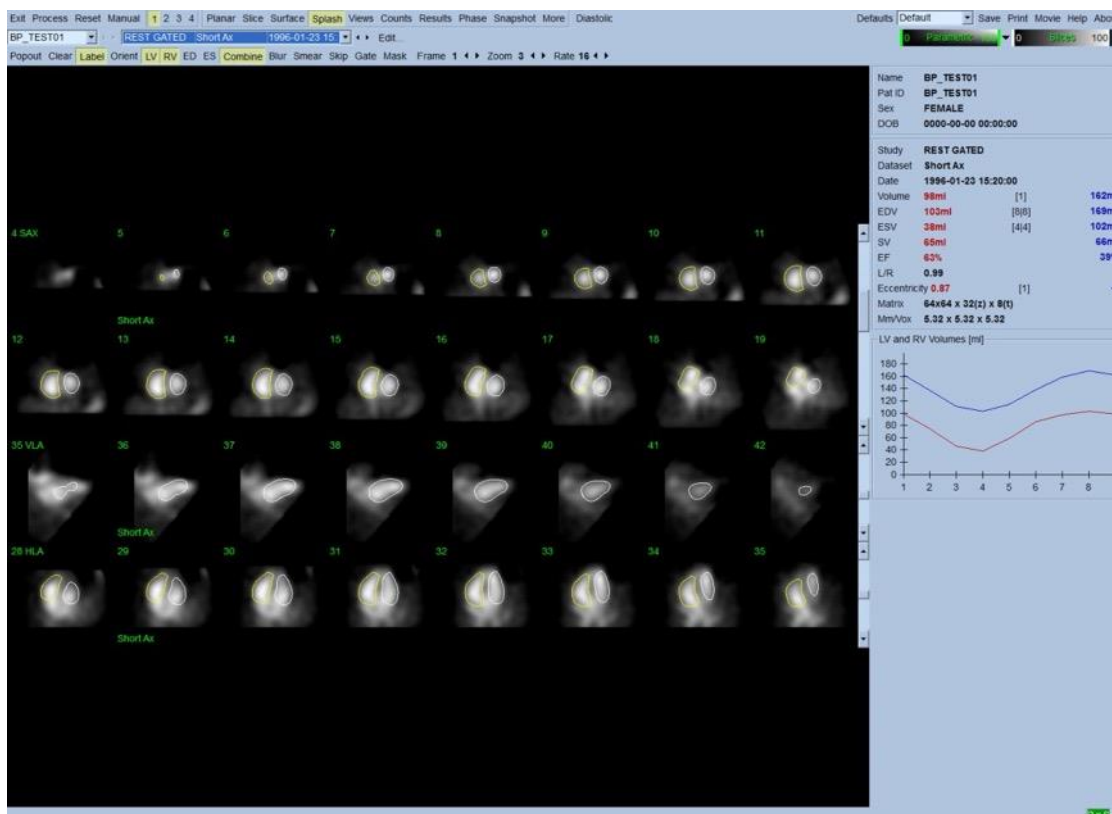 Exit Process Reset Manual 1 2 3 4 Planar Slice Surface Splash Views Counts Results Phase Snapshot More Diastolic Defaults Default Save Print Movie Help Abou
BP_TEST01 REST GATED Short Ax 1996-01-23 15: Edit... 0 Parametric 0 Slices 100
Popout Clear Label Orient LV RV ED ES Combine Blur Smear Skip Gate Mask Frame 1 Zoom 3 Rate 16
Name BP_TEST01
Pat ID BP_TEST01
Sex FEMALE
DOB 0000-00-00 00:00:00
Study REST GATED
Dataset Short Ax
Date 1996-01-23 15:20:00
Volume 98ml [1] 162m
EDV 103ml [8|8] 169m
ESV 38ml [4|4] 102m
SV 65ml 66m
EF 63% 39%
L/R 0.99
Eccentricity 0.87 [1]
Matrix 64x64 x 32(z) x 8(t)
Mm/Vox 5.32 x 5.32 x 5.32
LV and RV Volumes [ml]
180
160
140
120
100
80
60
40
20
0
1 2 3 4 5 6 7 8
4 SAX 5 6 7 8 9 10 11
Short Ax
12 13 14 15 16 17 18 19
35 VLA 36 37 38 39 40 41 42
Short Ax
28 HLA 29 30 31 32 33 34 35
Short Ax